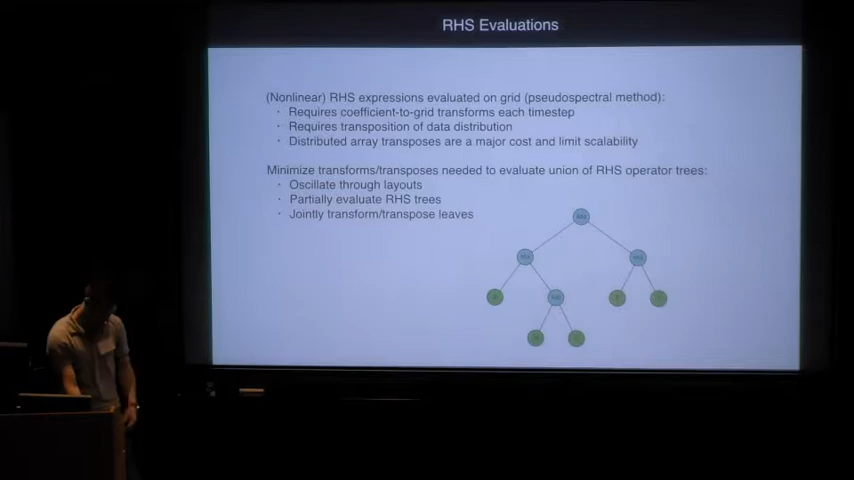 RHS Evaluations
(Nonlinear) RHS expressions evaluated on grid (pseudospectral method):
· Requires coefficient-to-grid transforms each timestep
· Requires transposition of data distribution
· Distributed array transposes are a major cost and limit scalability
Minimize transforms/transposes needed to evaluate union of RHS operator trees:
· Oscillate through layouts
· Partially evaluate RHS trees
· Jointly transform/transpose leaves